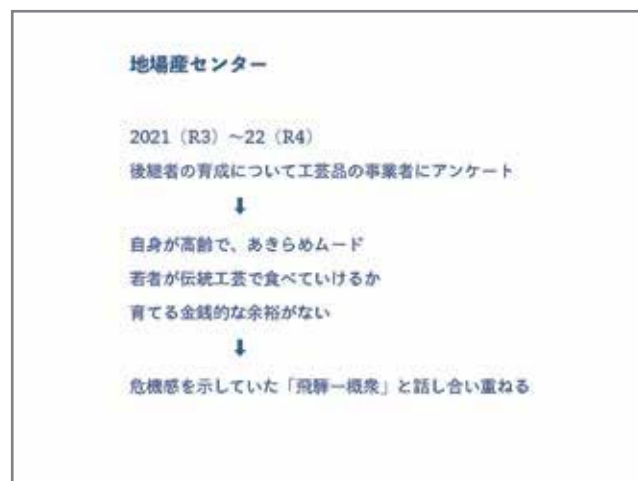 地場産センター
2021（R3）～22（R4）
後継者の育成について工芸品の事業者にアンケート
⬇
自身が高齢で、あきらめムード
若者が伝統工芸で食べていけるか
育てる金銭的な余裕がない
⬇
危機感を示していた「飛騨一概衆」と話し合い重ねる